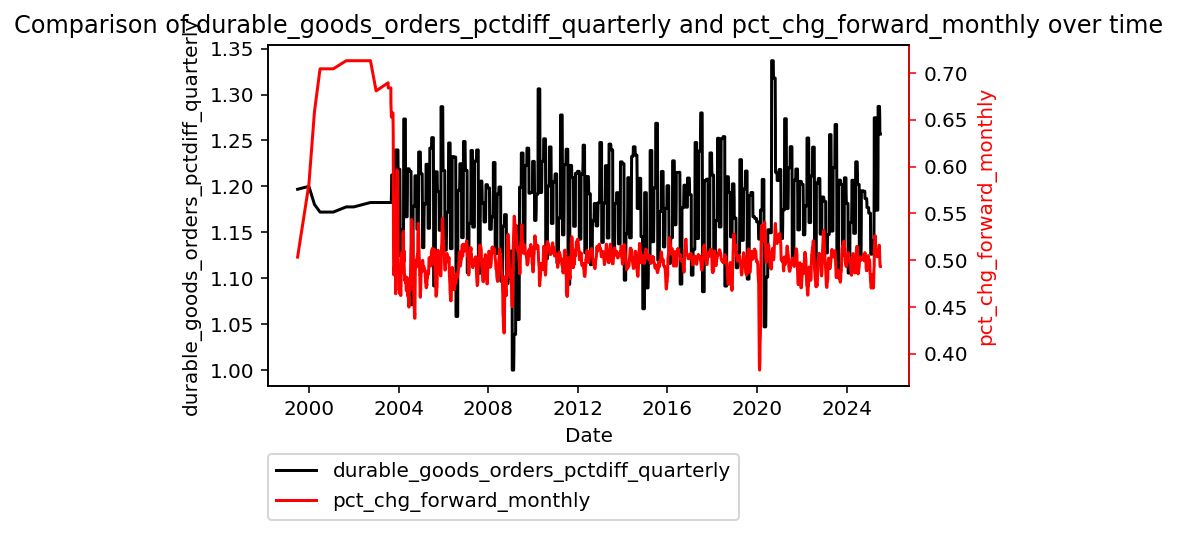 Comparison of durable_goods_orders_pctdiff_quarterly and pct_chg_forward_monthly over time
durable_goods_orders_pctdiff_quarterly
1.35
1.30
1.25
1.20
1.15
1.10
1.05
1.00
0.70
0.65
0.60
0.55
0.50
0.45
0.40
pct_chg_forward_monthly
2000 2004 2008 2012 2016 2020 2024
Date
durable_goods_orders_pctdiff_quarterly
pct_chg_forward_monthly